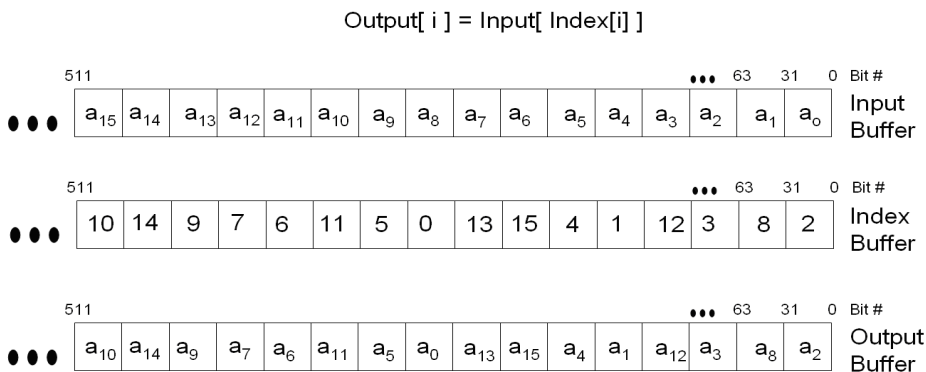 Output[ i ] = Input[ Index[i] ]
511 ••• 63 31 0 Bit #
••• a₁₅ a₁₄ a₁₃ a₁₂ a₁₁ a₁₀ a₉ a₈ a₇ a₆ a₅ a₄ a₃ a₂ a₁ aₒ Input
Buffer
511 ••• 63 31 0 Bit #
••• 10 14 9 7 6 11 5 0 13 15 4 1 12 3 8 2 Index
Buffer
511 ••• 63 31 0 Bit #
••• a₁₀ a₁₄ a₉ a₇ a₆ a₁₁ a₅ a₀ a₁₃ a₁₅ a₄ a₁ a₁₂ a₃ a₈ a₂ Output
Buffer